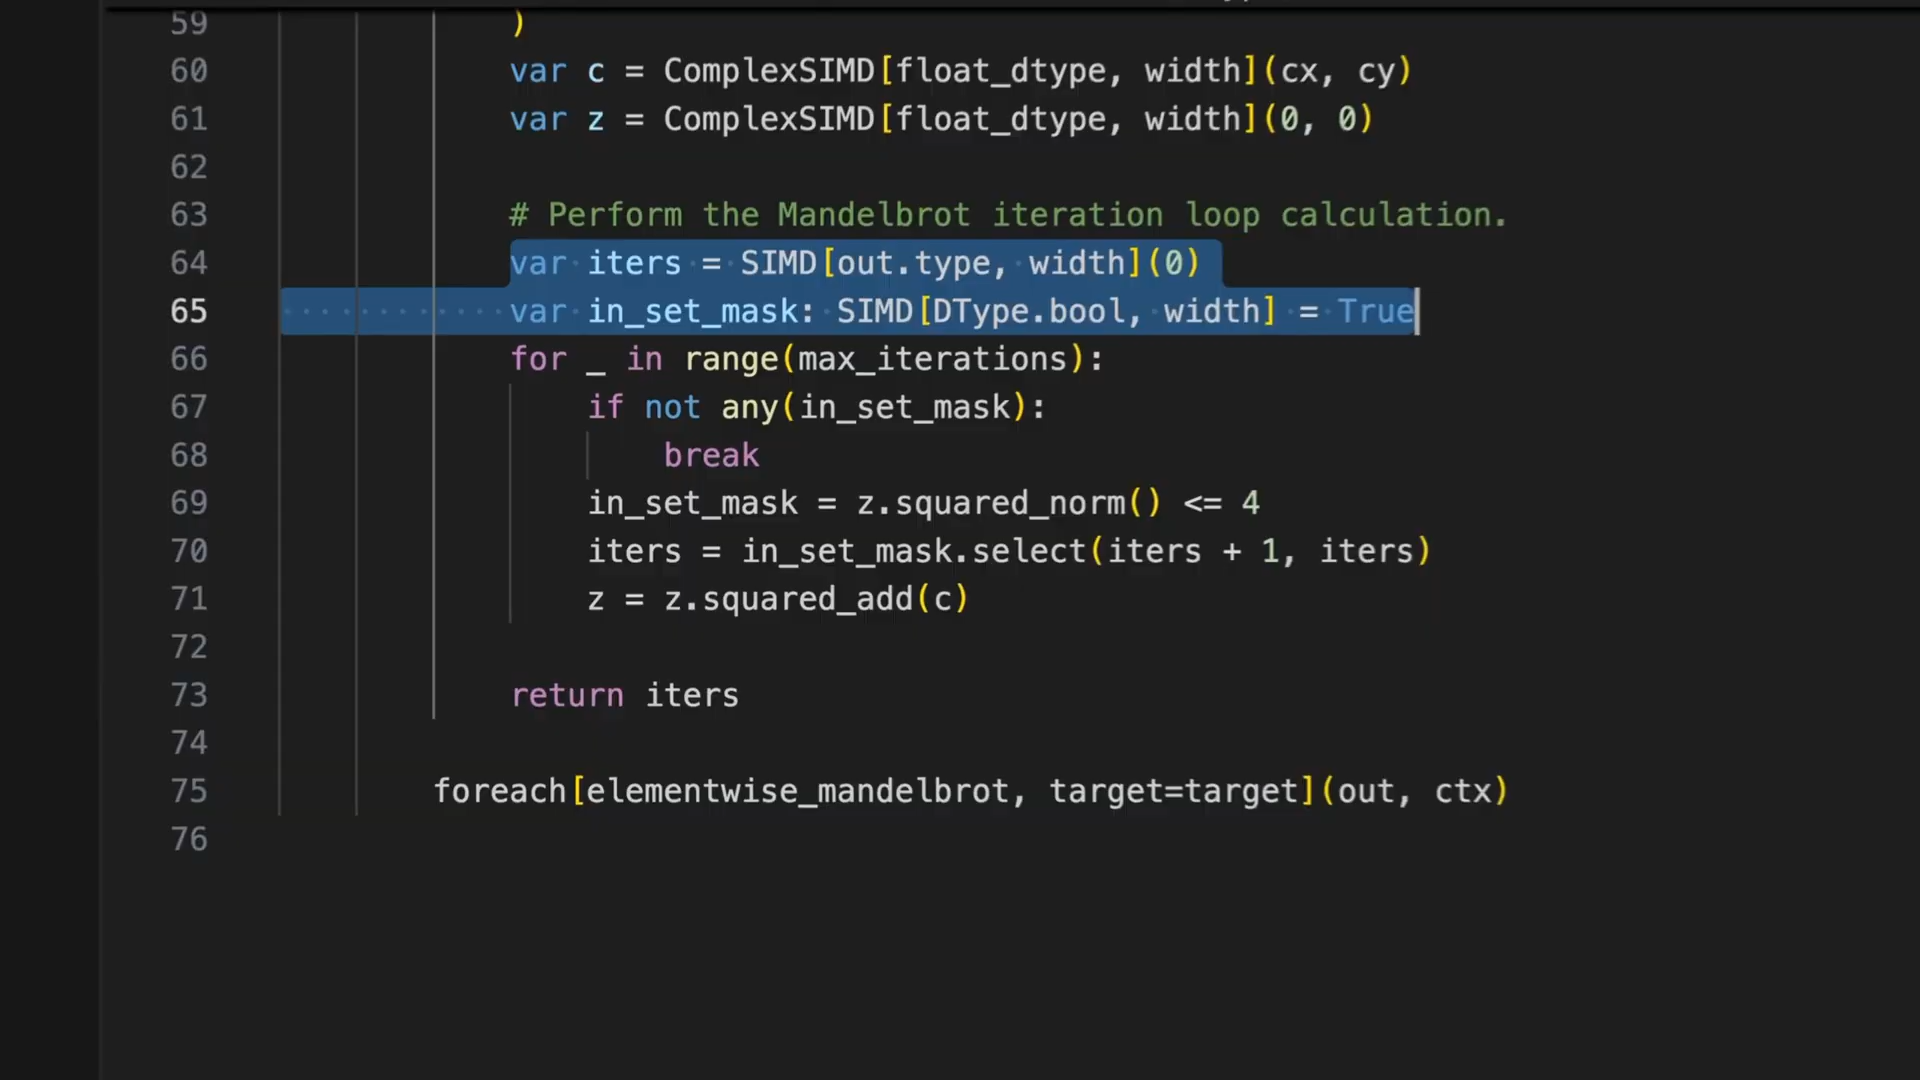 59 )
60 var c = ComplexSIMD[float_dtype, width](cx, cy)
61 var z = ComplexSIMD[float_dtype, width](0, 0)
62
63 # Perform the Mandelbrot iteration loop calculation.
64 var iters = SIMD[out.type, width](0)
65 var in_set_mask: SIMD[DType.bool, width] = True
66 for _ in range(max_iterations):
67 if not any(in_set_mask):
68 break
69 in_set_mask = z.squared_norm() <= 4
70 iters = in_set_mask.select(iters + 1, iters)
71 z = z.squared_add(c)
72
73 return iters
74
75 foreach[elementwise_mandelbrot, target=target](out, ctx)
76